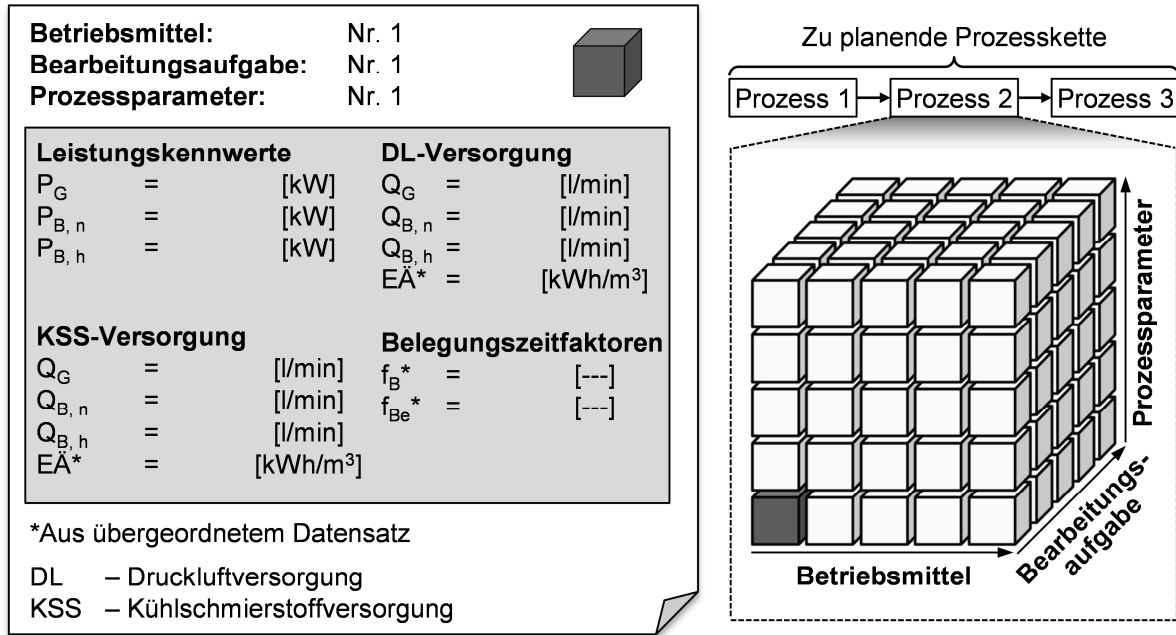 Betriebsmittel: Nr. 1
Bearbeitungsaufgabe: Nr. 1
Prozessparameter: Nr. 1
Leistungskennwerte
P_G = [kW]
P_B, n = [kW]
P_B, h = [kW]
DL-Versorgung
Q_G = [l/min]
Q_B, n = [l/min]
Q_B, h = [l/min]
EÄ* = [kWh/m³]
KSS-Versorgung
Q_G = [l/min]
Q_B, n = [l/min]
Q_B, h = [l/min]
EÄ* = [kWh/m³]
Belegungszeitfaktoren
f_B* = [---]
f_Be* = [---]
*Aus übergeordnetem Datensatz
DL – Druckluftversorgung
KSS – Kühlschmierstoffversorgung
Zu planende Prozesskette
Prozess 1 Prozess 2 Prozess 3
Prozessparameter
Bearbeitungs-
aufgabe
Betriebsmittel